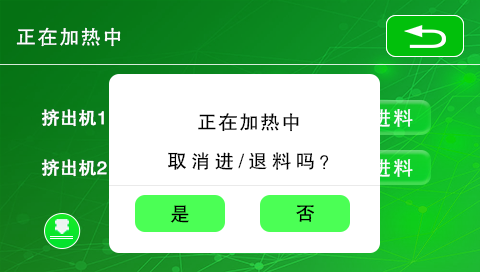 正在加热中
挤出机1
进料
正在加热中
取消进/退料吗?
挤出机2
进料
是
否